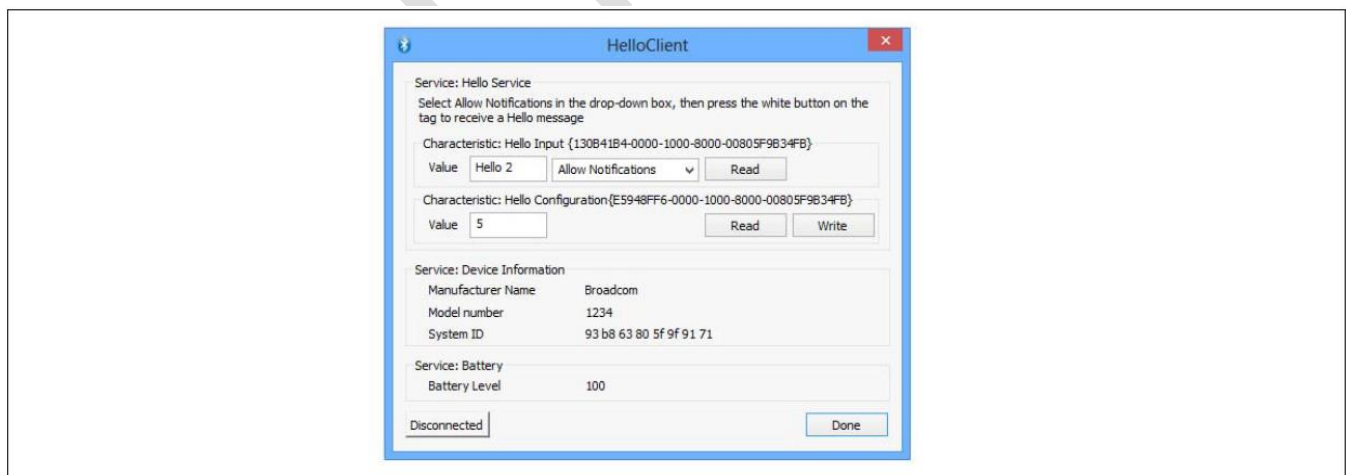 HelloClient
Service: Hello Service
Select Allow Notifications in the drop-down box, then press the white button on the
tag to receive a Hello message
Characteristic: Hello Input {130B41B4-0000-1000-8000-00805F9B34FB}
Value Hello 2 Allow Notifications Read
Characteristic: Hello Configuration{E5948FF6-0000-1000-8000-00805F9B34FB}
Value 5 Read Write
Service: Device Information
Manufacturer Name Broadcom
Model number 1234
System ID 93 b8 63 80 5f 9f 91 71
Service: Battery
Battery Level 100
Disconnected Done